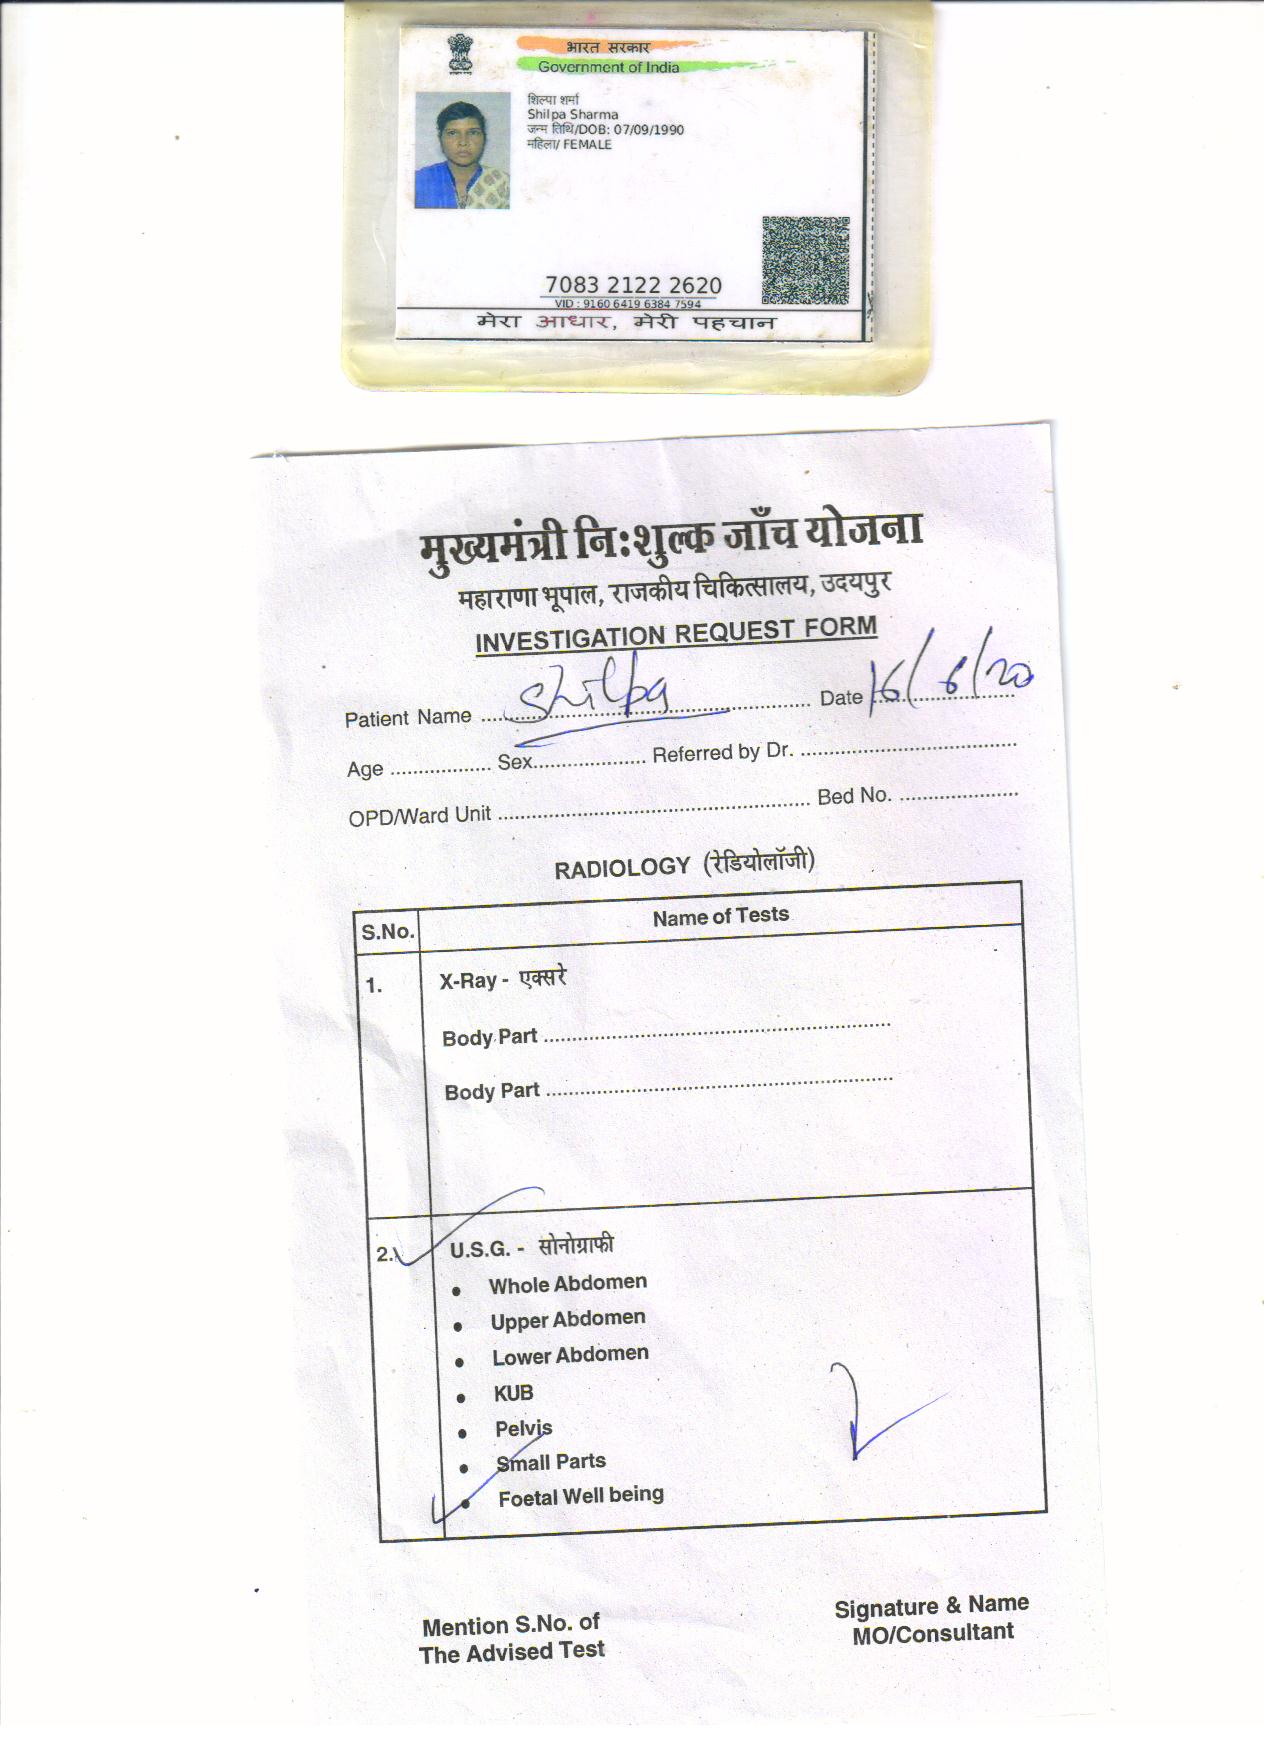 भारत सरकार
Government of India
शिल्पा शर्मा
Shilpa Sharma
जन्म तिथि/DOB: 07/09/1990
महिला/ FEMALE
7083 2122 2620
VID : 9160 6419 6384 7594
मेरा आधार, मेरी पहचान
मुख्यमंत्री नि:शुल्क जाँच योजना
महाराणा भूपाल, राजकीय चिकित्सालय, उदयपुर
INVESTIGATION REQUEST FORM
Patient Name Shilpa Date 16/6/20
Age .................. Sex.................... Referred by Dr. ......................................
OPD/Ward Unit ....................................................... Bed No. .....................
RADIOLOGY (रेडियोलॉजी)
S.No. Name of Tests
1. X-Ray - एक्सरे
Body Part .............................................................
Body Part .............................................................
2. U.S.G. - सोनोग्राफी
• Whole Abdomen
• Upper Abdomen
• Lower Abdomen
• KUB
• Pelvis
• Small Parts
• Foetal Well being
Mention S.No. of
The Advised Test
Signature & Name
MO/Consultant